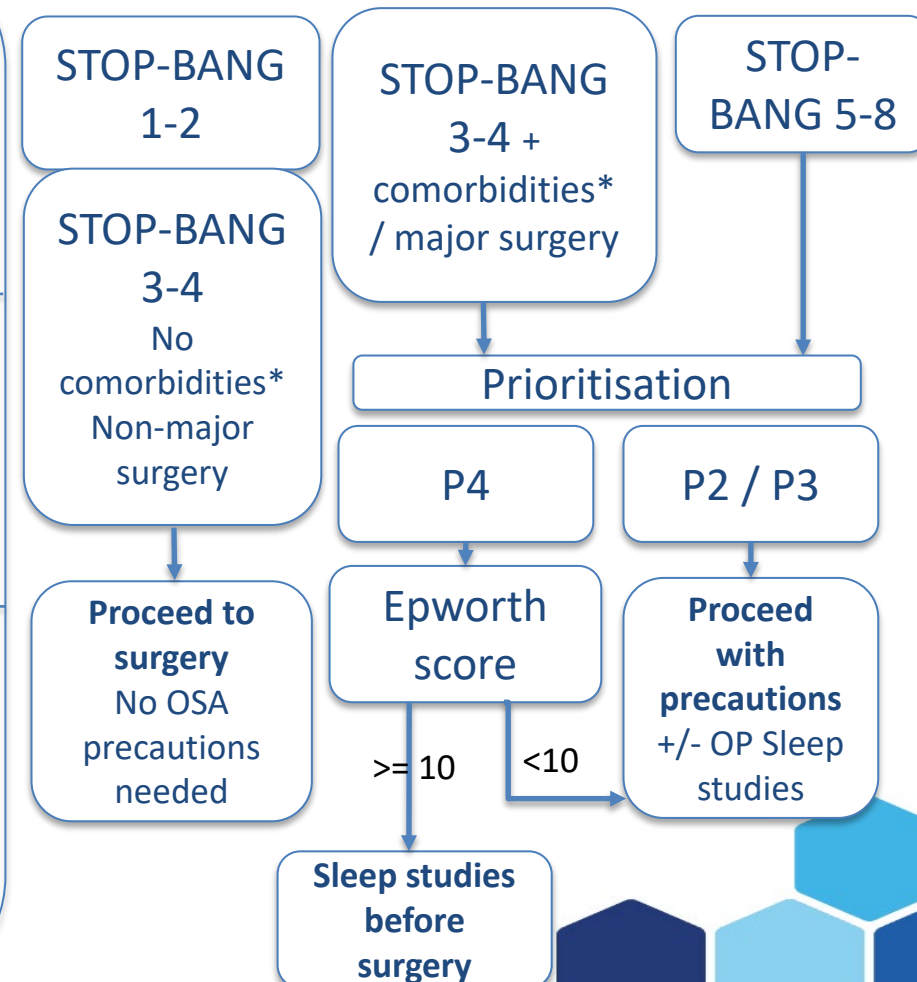 STOP-BANG
1-2
STOP-BANG
3-4
No
comorbidities*
Non-major
surgery
Proceed to
surgery
No OSA
precautions
needed
STOP-BANG
3-4 +
comorbidities*
/ major surgery
STOP-
BANG 5-8
Prioritisation
P4
P2 / P3
Epworth
score
>= 10
<10
Proceed
with
precautions
+/- OP Sleep
studies
Sleep studies
before
surgery